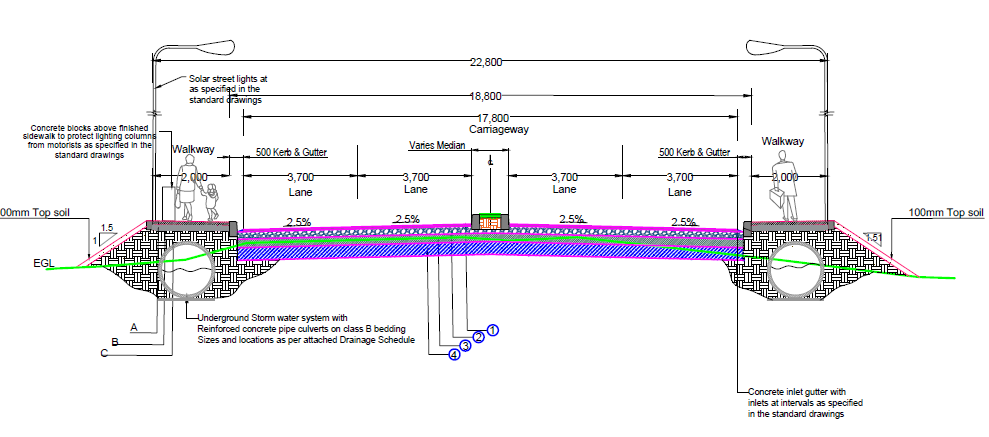 22,800
Solar street lights at
as specified in the
standard drawings
18,800
17,800
Carriageway
Concrete blocks above finished
sidewalk to protect lighting columns
from motorists as specified in the
standard drawings
Walkway
500 Kerb & Gutter
Varies Median
500 Kerb & Gutter
Walkway
2,000
3,700
Lane
3,700
Lane
3,700
Lane
3,700
Lane
2,000
00mm Top soil
100mm Top soil
2.5%
2.5%
2.5%
2.5%
1.5
1
1.5
1
EGL
A
B
C
Underground Storm water system with
Reinforced concrete pipe culverts on class B bedding
Sizes and locations as per attached Drainage Schedule
1
2
3
4
Concrete inlet gutter with
inlets at intervals as specified
in the standard drawings